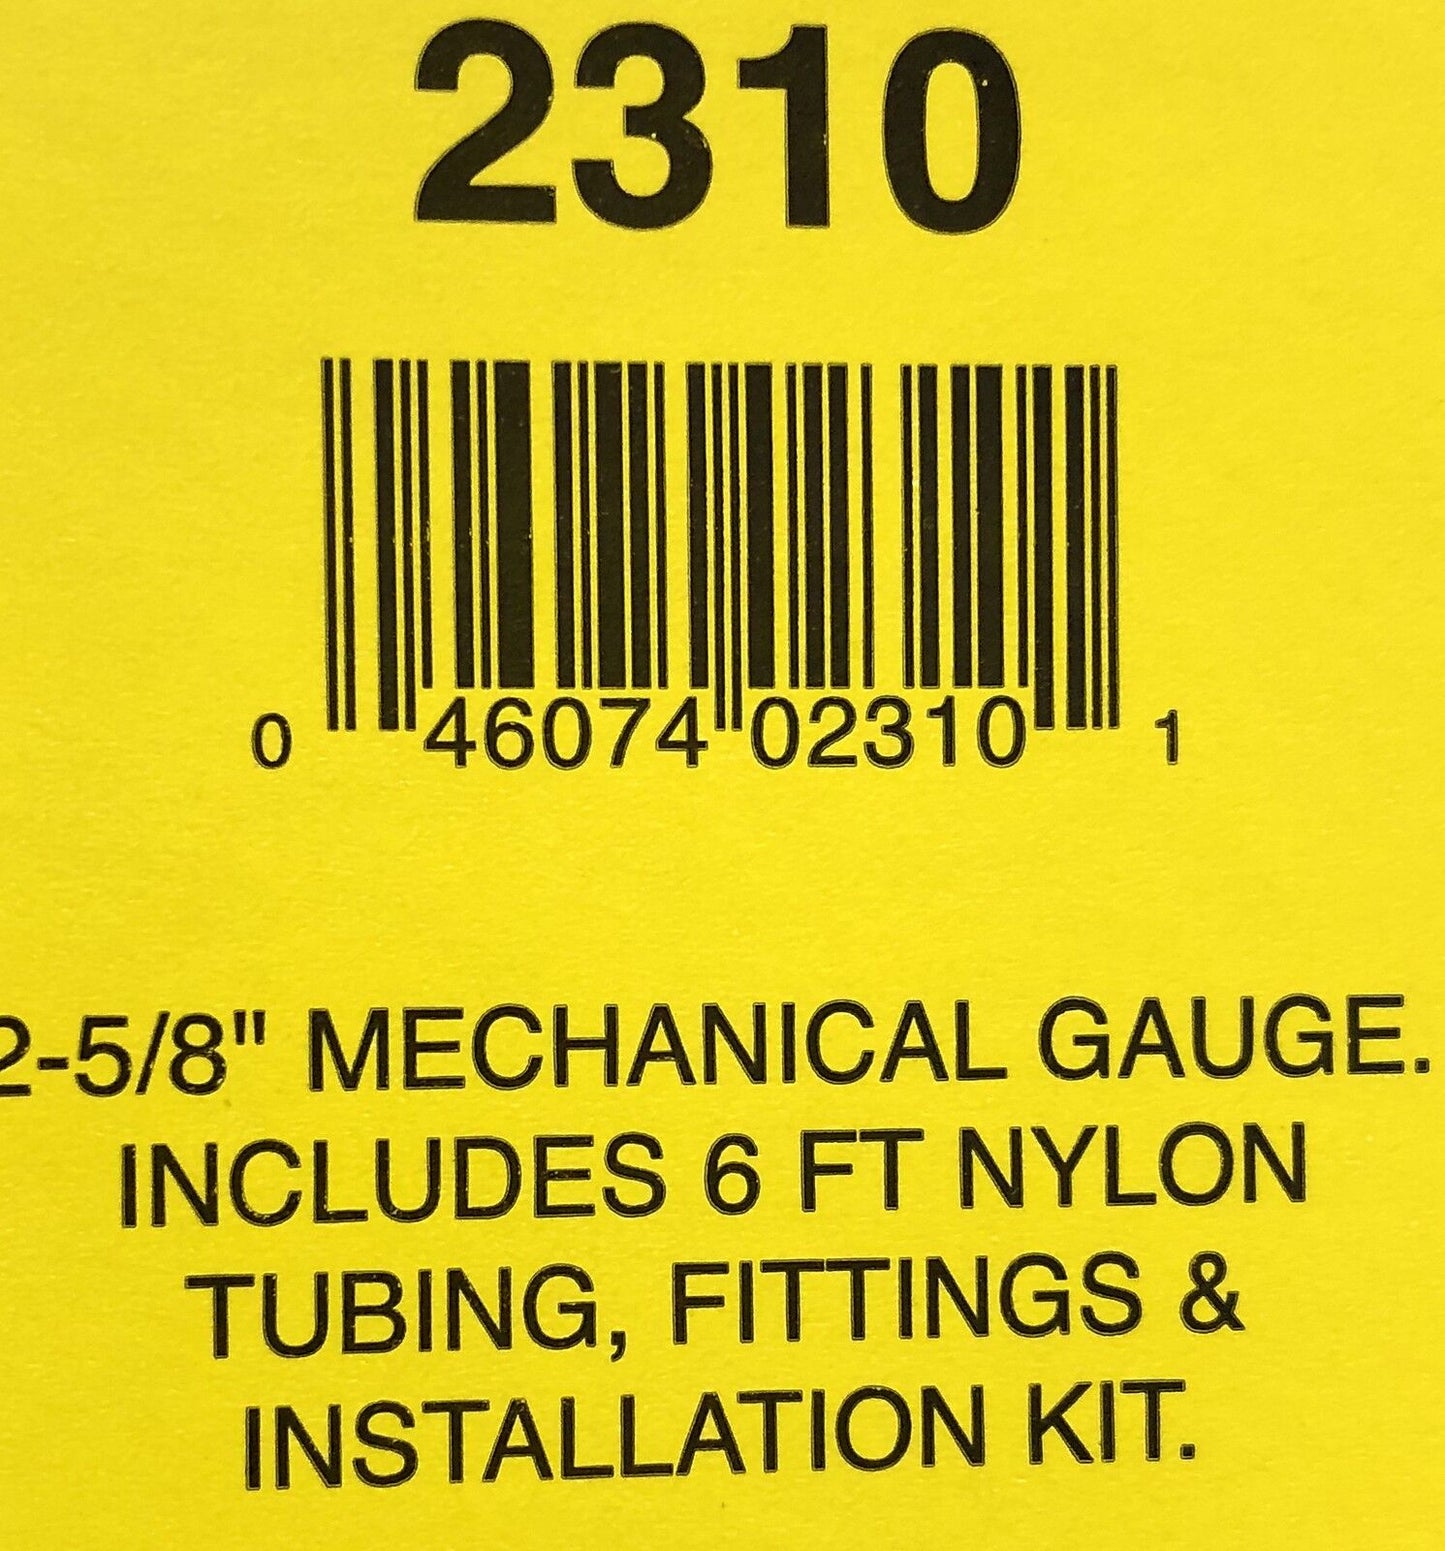 2310
0 46074 02310 1
2-5/8" MECHANICAL GAUGE.
INCLUDES 6 FT NYLON
TUBING, FITTINGS &
INSTALLATION KIT.